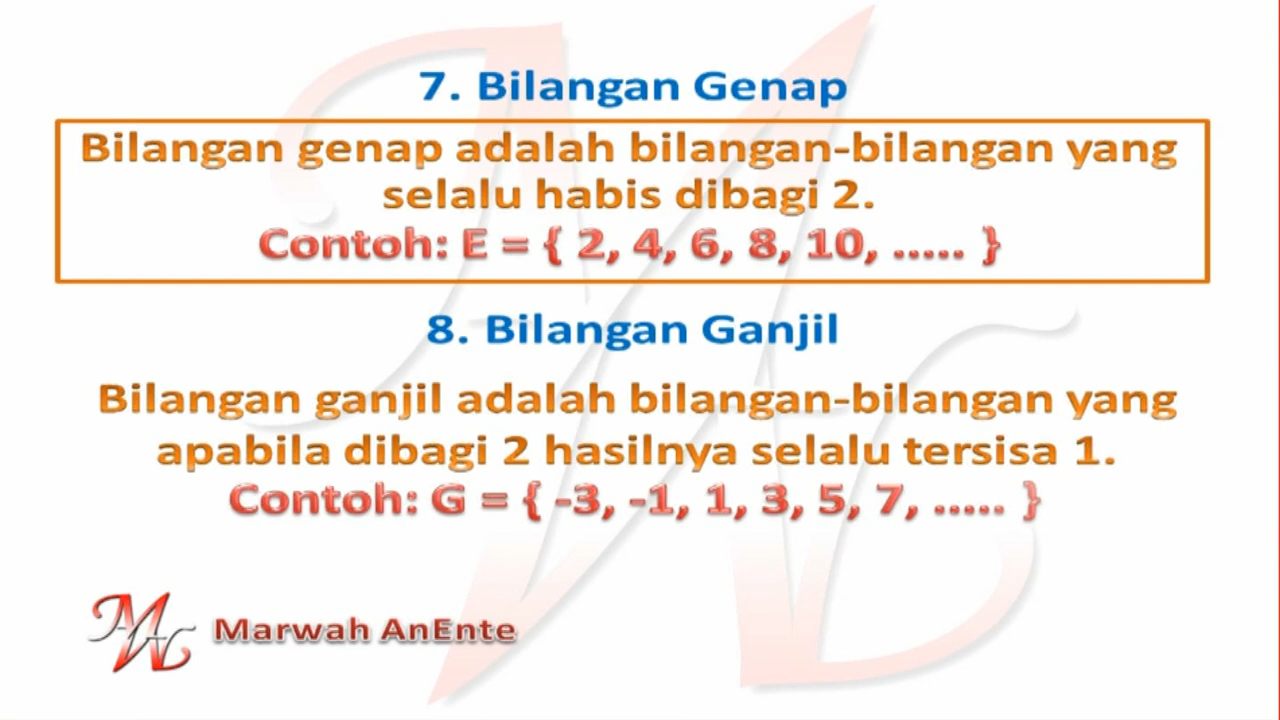 7. Bilangan Genap
Bilangan genap adalah bilangan-bilangan yang
selalu habis dibagi 2.
Contoh: E = { 2, 4, 6, 8, 10, ..... }
8. Bilangan Ganjil
Bilangan ganjil adalah bilangan-bilangan yang
apabila dibagi 2 hasilnya selalu tersisa 1.
Contoh: G = { -3, -1, 1, 3, 5, 7, ..... }
Marwah AnEnte